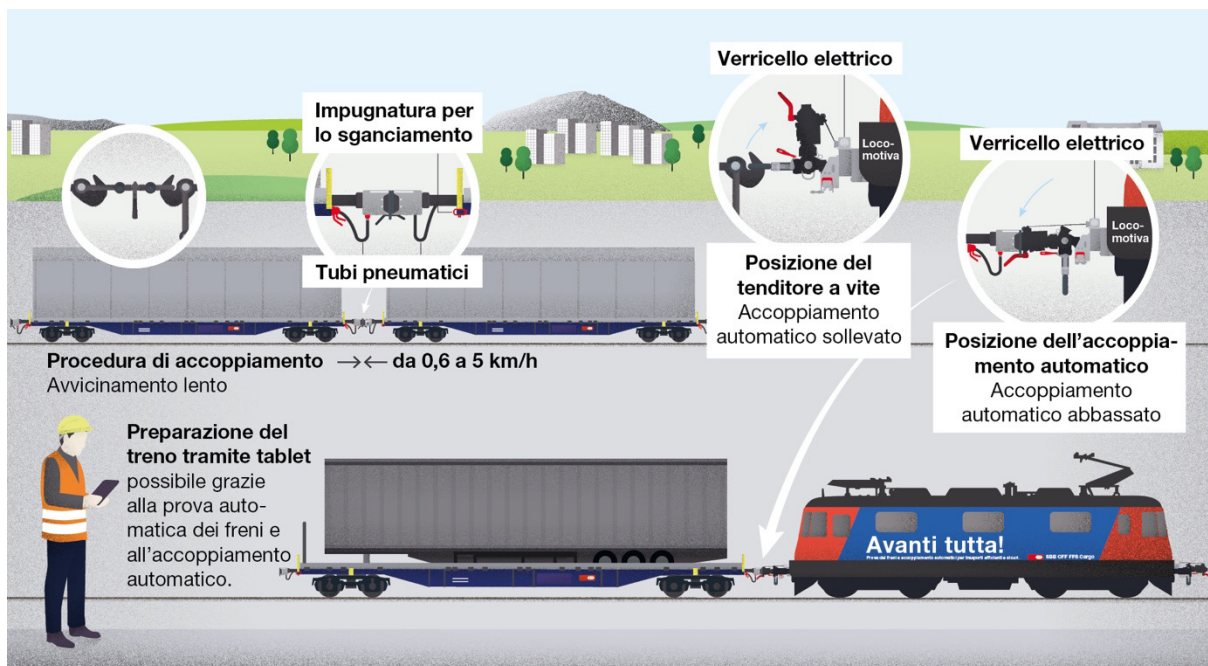 Impugnatura per
lo sganciamento
Tubi pneumatici
Verricello elettrico
Loco-
motiva
Posizione del
tenditore a vite
Accoppiamento
automatico sollevato
Verricello elettrico
Loco-
motiva
Posizione dell’accoppia-
mento automatico
Accoppiamento
automatico abbassato
Procedura di accoppiamento →← da 0,6 a 5 km/h
Avvicinamento lento
Preparazione del
treno tramite tablet
possibile grazie
alla prova auto-
matica dei freni e
all’accoppiamento
automatico.
Avanti tutta!
SBB CFF FFS Cargo